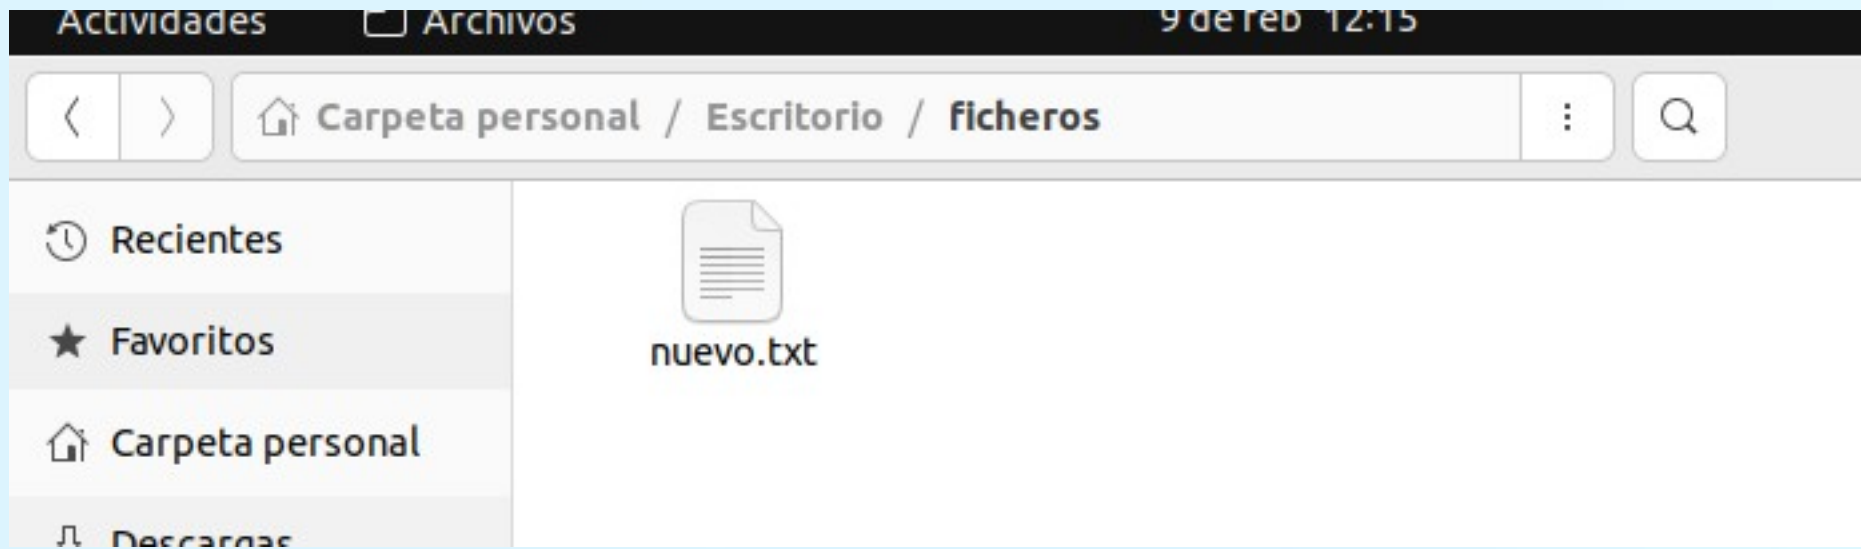 Actividades Archivos 9 de feb 12:15
Carpeta personal / Escritorio / ficheros
Recientes
nuevo.txt
Favoritos
Carpeta personal
Descargas